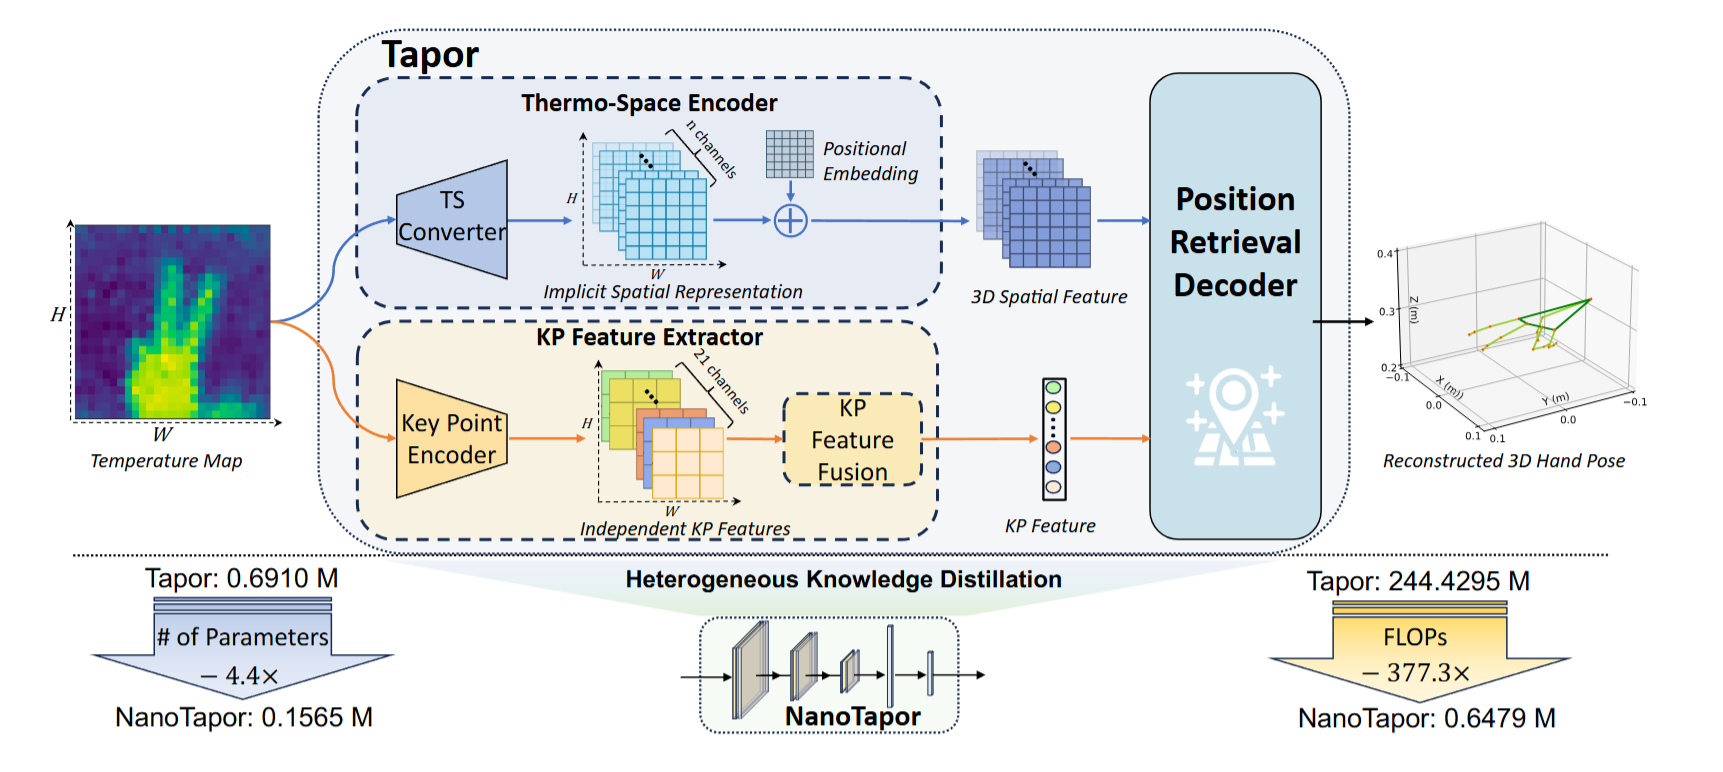 Tapor
Thermo-Space Encoder
n channels
Positional
Embedding
TS
Converter
H
W
Implicit Spatial Representation
3D Spatial Feature
Position
Retrieval
Decoder
H
W
Temperature Map
KP Feature Extractor
21 channels
Key Point
Encoder
H
W
Independent KP Features
KP
Feature
Fusion
KP Feature
0.4
0.3
0.2
Z (m)
−0.1
0.0
0.1
X (m))
0.1
0.0
−0.1
Y (m)
Reconstructed 3D Hand Pose
Heterogeneous Knowledge Distillation
Tapor: 0.6910 M
# of Parameters
− 4.4×
NanoTapor: 0.1565 M
NanoTapor
Tapor: 244.4295 M
FLOPs
− 377.3×
NanoTapor: 0.6479 M